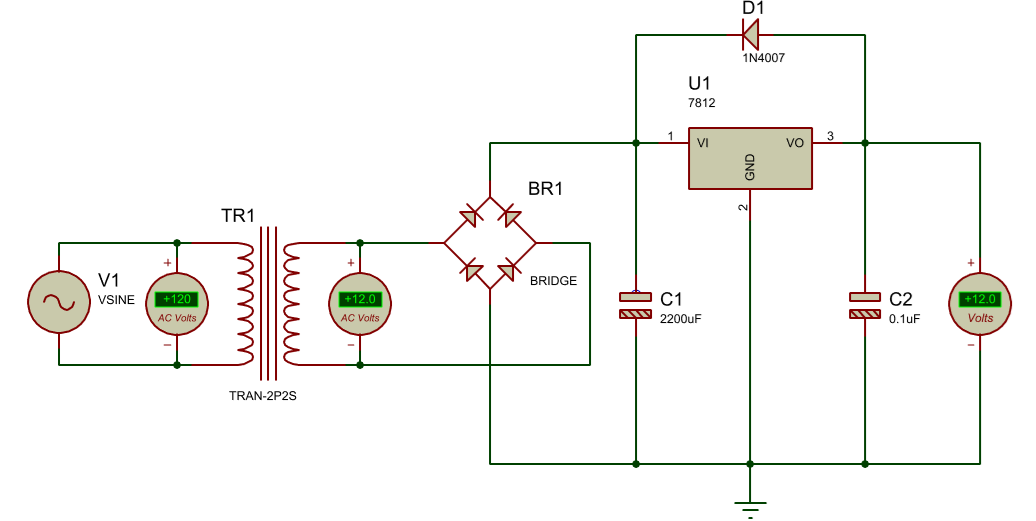 D1
1N4007
U1
7812
1
VI
VO
3
GND
2
BR1
BRIDGE
TR1
TRAN-2P2S
V1
VSINE
+
+120
AC Volts
−
+
+12.0
AC Volts
−
C1
2200uF
C2
0.1uF
+
+12.0
Volts
−